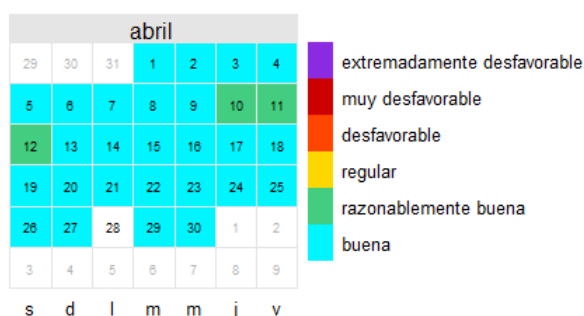 abril
29 30 31 1 2 3 4
5 6 7 8 9 10 11
12 13 14 15 16 17 18
19 20 21 22 23 24 25
26 27 28 29 30 1 2
3 4 5 6 7 8 9
s d l m m j v
extremadamente desfavorable
muy desfavorable
desfavorable
regular
razonablemente buena
buena